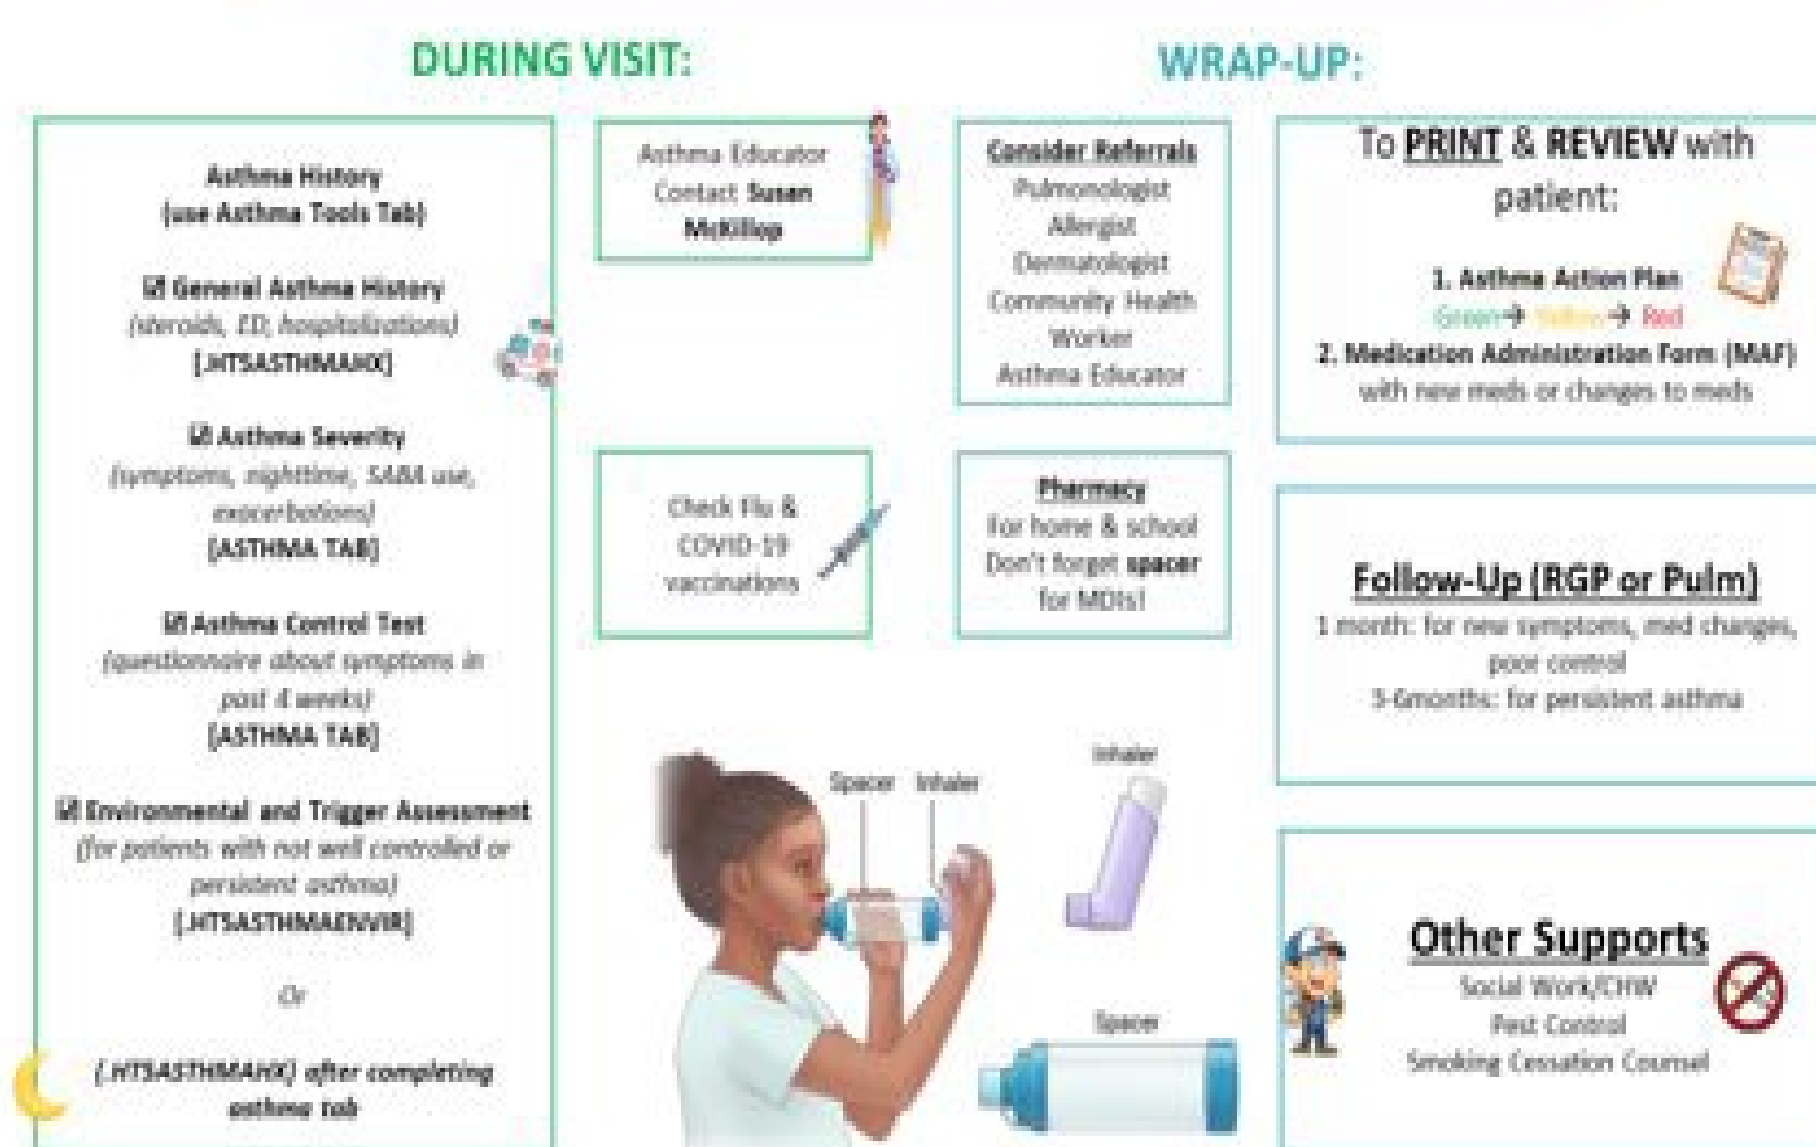 DURING VISIT:
Asthma History
(use Asthma Tools Tab)
☑ General Asthma History
(steroids, ED, hospitalizations)
[.HTSASTHMAHX]
☑ Asthma Severity
(symptoms, nighttime, SABA use,
exacerbations)
[ASTHMA TAB]
☑ Asthma Control Test
(questionnaire about symptoms in
past 4 weeks)
[ASTHMA TAB]
☑ Environmental and Trigger Assessment
(for patients with not well controlled or
persistent asthma)
[.HTSASTHMAENVIR]
Or
(.HTSASTHMAHX) after completing
asthma tab
Asthma Educator
Contact Susan
McKillop
Check Flu &
COVID-19
vaccinations
WRAP-UP:
Consider Referrals
Pulmonologist
Allergist
Dermatologist
Community Health
Worker
Asthma Educator
Pharmacy
For home & school
Don't forget spacer
for MDIs!
To PRINT & REVIEW with
patient:
1. Asthma Action Plan
Green→ Yellow→ Red
2. Medication Administration Form (MAF)
with new meds or changes to meds
Follow-Up (RGP or Pulm)
1 month: for new symptoms, med changes,
poor control
months: for persistent asthma
Other Supports
Social Work/CHW
Pest Control
Smoking Cessation Counsel
Spacer Inhaler
Inhaler
Spacer